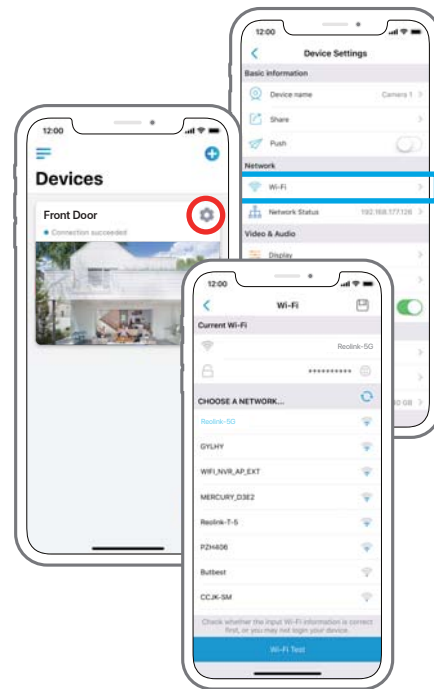 12:00
Devices
Front Door
Connection succeeded
12:00
Device Settings
Basic Information
Device name Camera 1
Share
Push
Network
Wi-Fi
Network Status 192.168.177.126
Video & Audio
Display
12:00
Wi-Fi
Current Wi-Fi
Reolink-5G
**********
CHOOSE A NETWORK...
Reolink-5G
GYLHY
WIFI_NVR_AP_EXT
MERCURY_D3E2
Reolink-T-5
PZH406
Butbest
CCJK-SM
Check whether the input Wi-Fi information is correct
first, or you may not login your device.
Wi-Fi Test